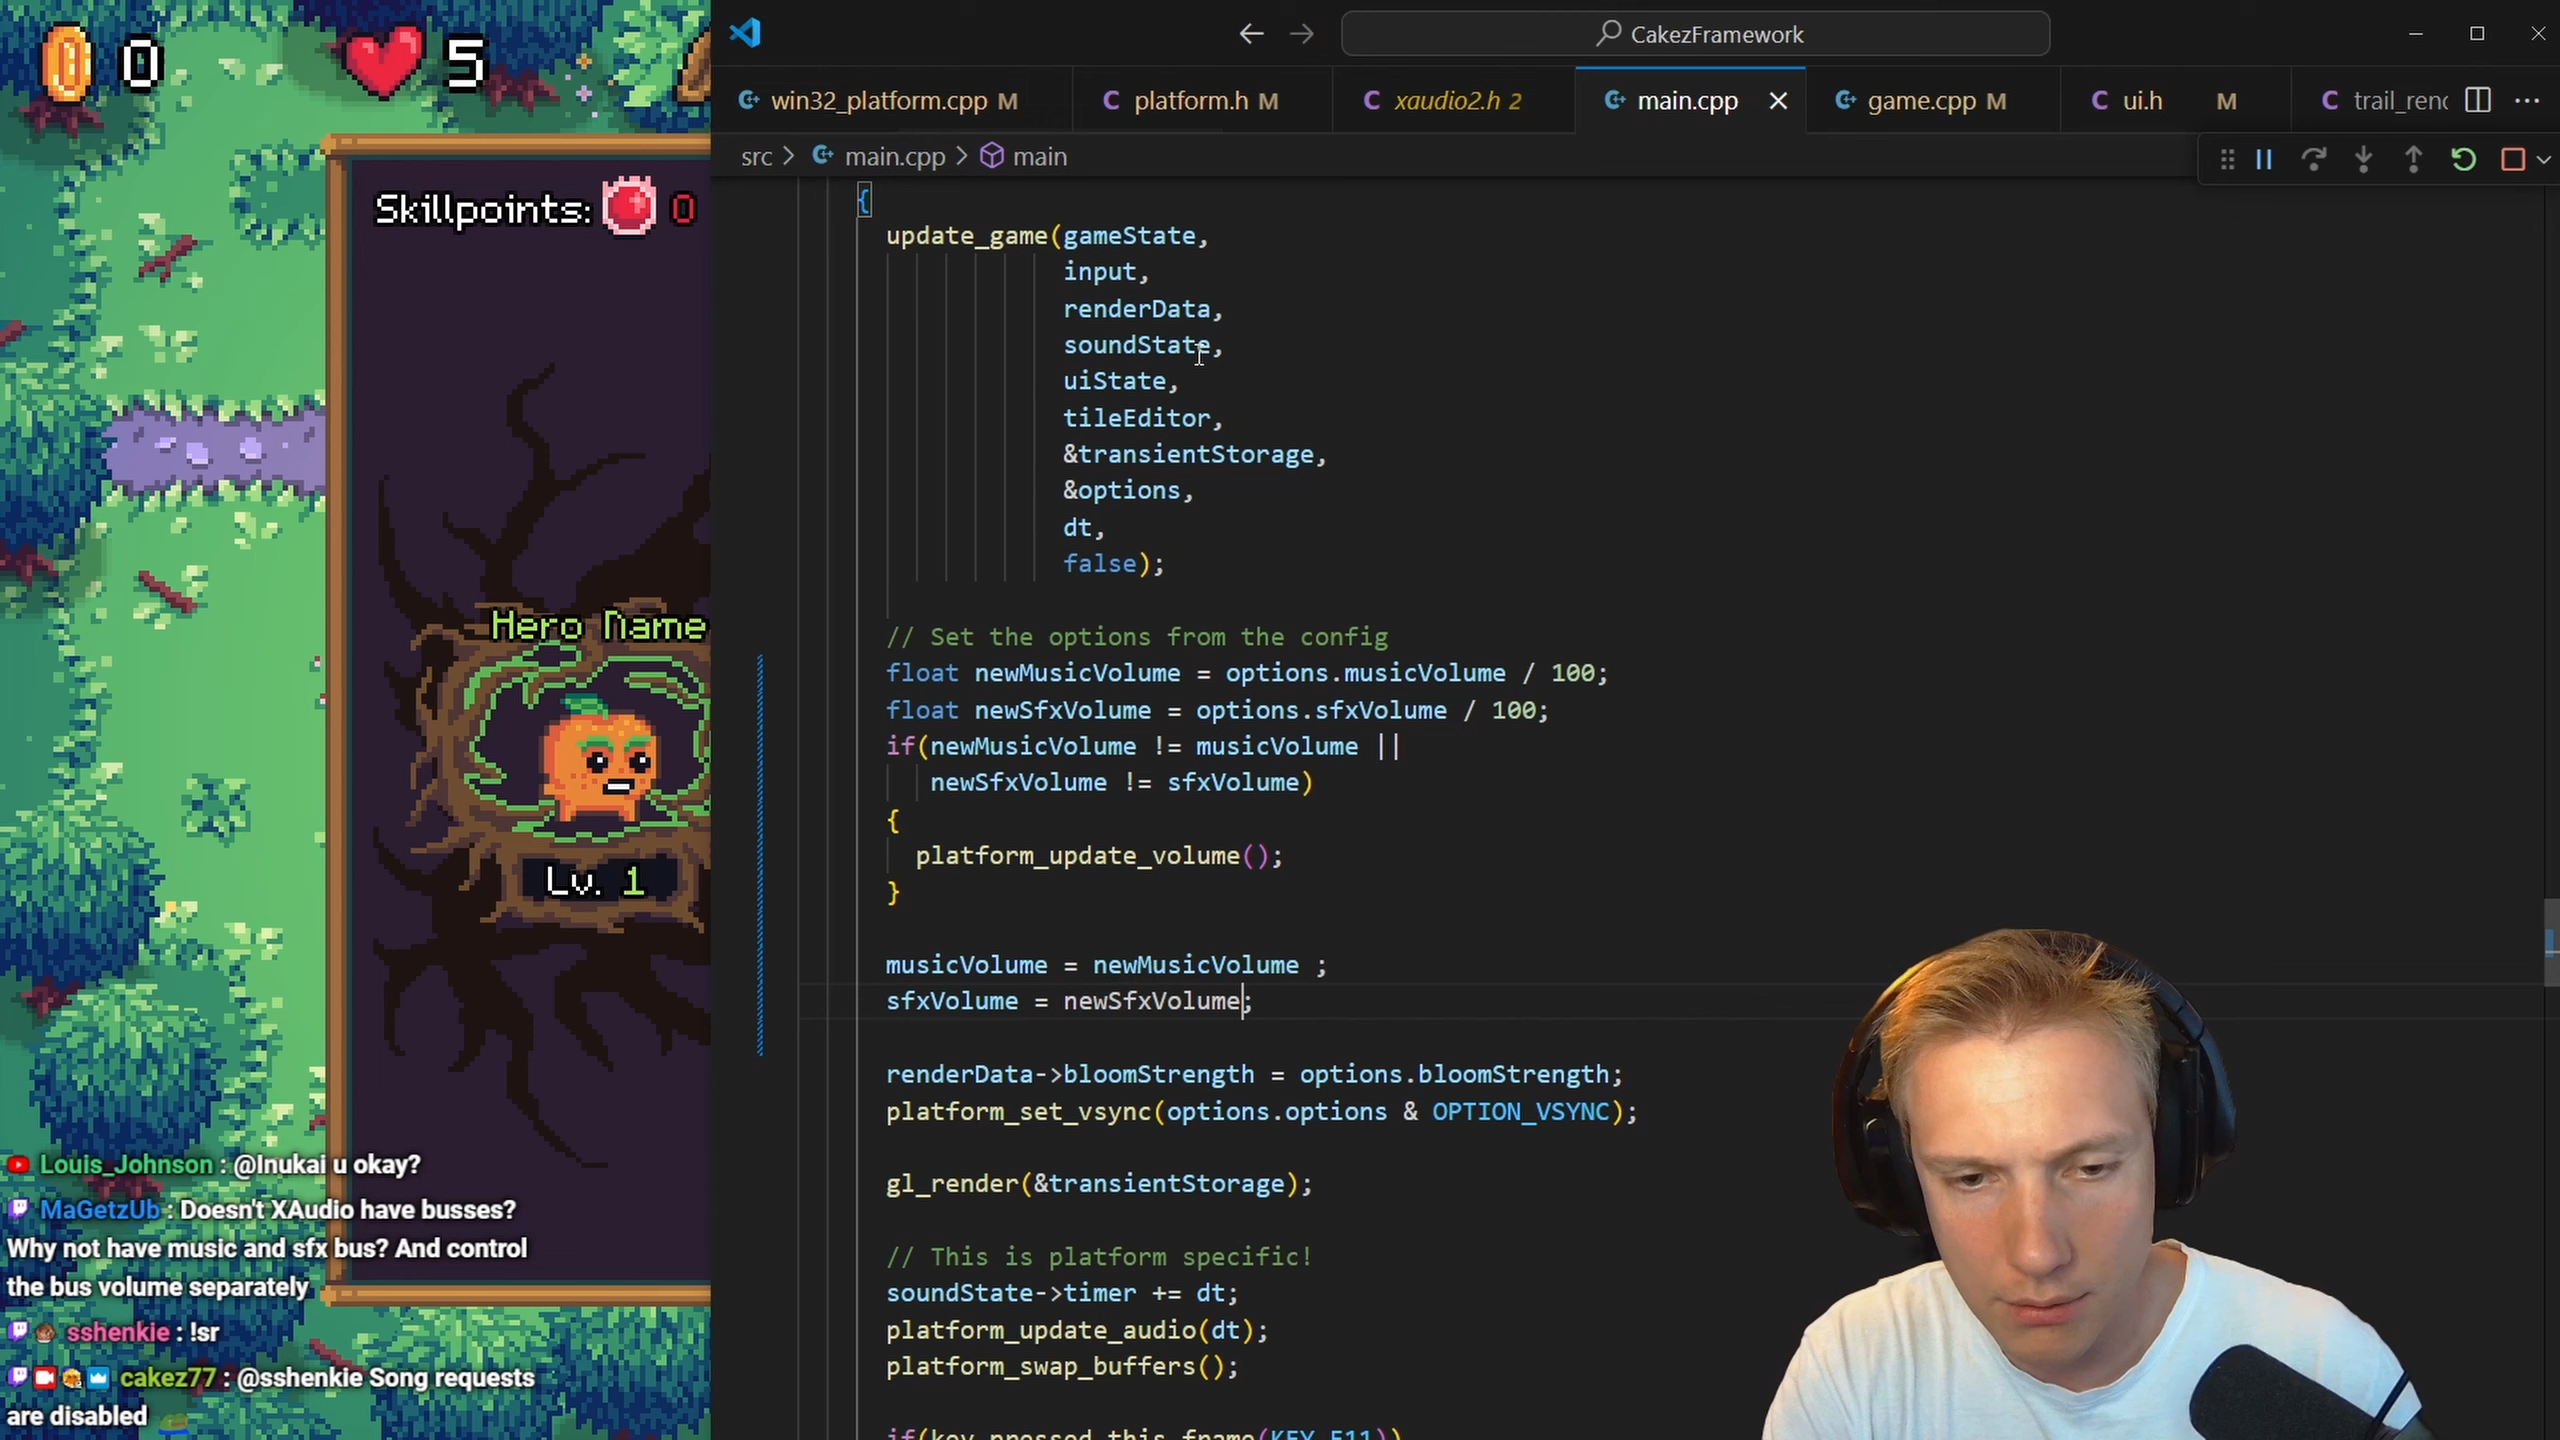 0
5
Skillpoints: 0
Hero Name
Lv. 1
Louis_Johnson : @Inukai u okay?
MaGetzUb : Doesn't XAudio have busses?
Why not have music and sfx bus? And control
the bus volume separately
sshenkie : !sr
cakez77 : @sshenkie Song requests
are disabled
CakezFramework
win32_platform.cpp M
platform.h M
xaudio2.h 2
main.cpp
game.cpp M
ui.h M
src > main.cpp > main
{
update_game(gameState,
input,
renderData,
soundState,
uiState,
tileEditor,
&transientStorage,
&options,
dt,
false);
// Set the options from the config
float newMusicVolume = options.musicVolume / 100;
float newSfxVolume = options.sfxVolume / 100;
if(newMusicVolume != musicVolume ||
newSfxVolume != sfxVolume)
{
platform_update_volume();
}
musicVolume = newMusicVolume ;
sfxVolume = newSfxVolume;
renderData->bloomStrength = options.bloomStrength;
platform_set_vsync(options.options & OPTION_VSYNC);
gl_render(&transientStorage);
// This is platform specific!
soundState->timer += dt;
platform_update_audio(dt);
platform_swap_buffers();
if(key_pressed_this_frame(KEY_F11))